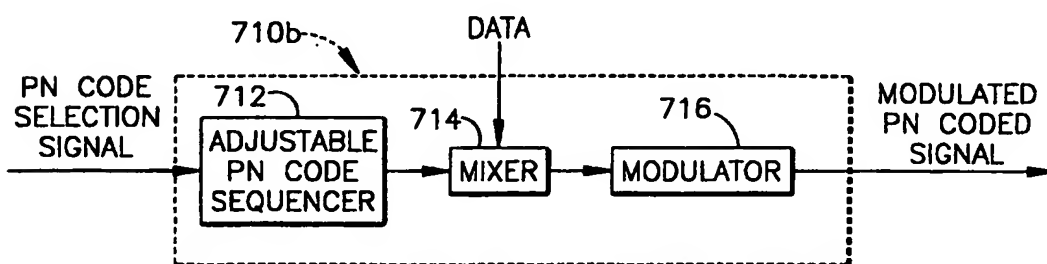 710b
DATA
PN CODE
SELECTION
SIGNAL
712
ADJUSTABLE
PN CODE
SEQUENCER
714
MIXER
716
MODULATOR
MODULATED
PN CODED
SIGNAL